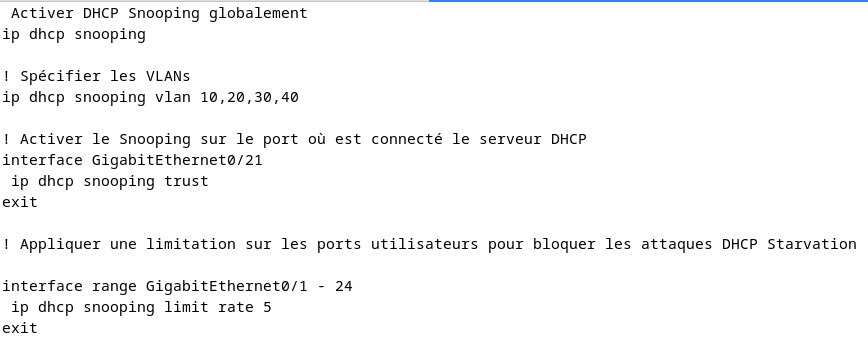 Activer DHCP Snooping globalement
ip dhcp snooping
! Spécifier les VLANs
ip dhcp snooping vlan 10,20,30,40
! Activer le Snooping sur le port où est connecté le serveur DHCP
interface GigabitEthernet0/21
ip dhcp snooping trust
exit
! Appliquer une limitation sur les ports utilisateurs pour bloquer les attaques DHCP Starvation
interface range GigabitEthernet0/1 - 24
ip dhcp snooping limit rate 5
exit